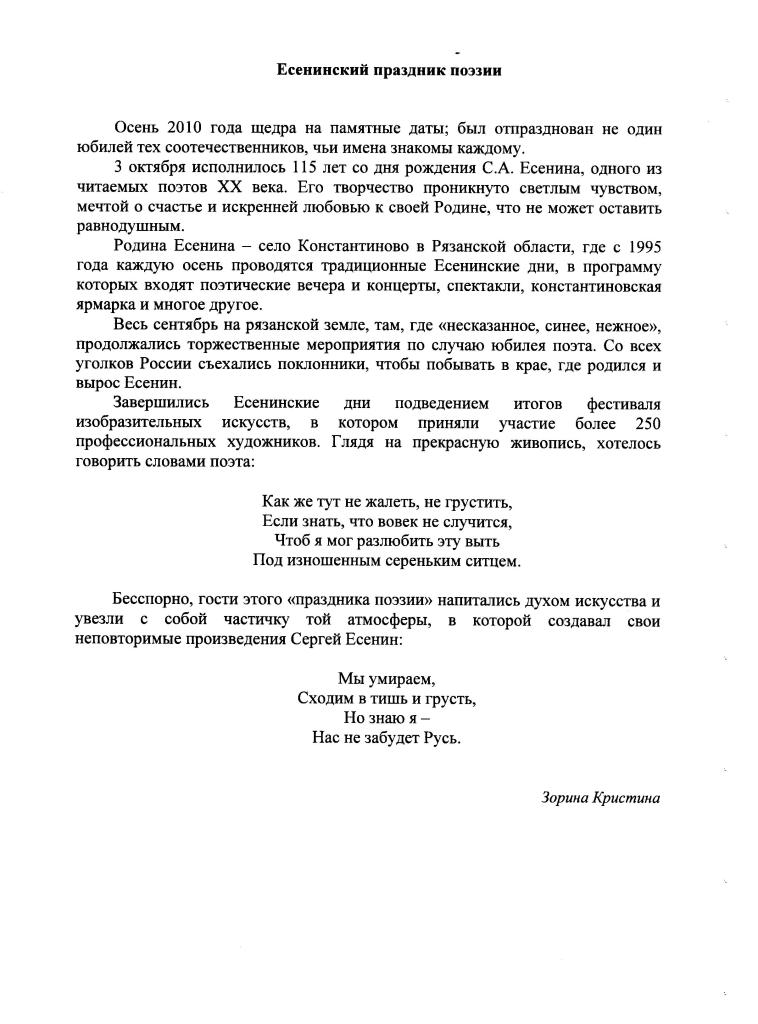 Есенинский праздник поэзии
Осень 2010 года щедра на памятные даты; был отпразднован не один
юбилей тех соотечественников, чьи имена знакомы каждому.
3 октября исполнилось 115 лет со дня рождения С.А. Есенина, одного из
читаемых поэтов XX века. Его творчество проникнуто светлым чувством,
мечтой о счастье и искренней любовью к своей Родине, что не может оставить
равнодушным.
Родина Есенина – село Константиново в Рязанской области, где с 1995
года каждую осень проводятся традиционные Есенинские дни, в программу
которых входят поэтические вечера и концерты, спектакли, константиновская
ярмарка и многое другое.
Весь сентябрь на рязанской земле, там, где «несказанное, синее, нежное»,
продолжались торжественные мероприятия по случаю юбилея поэта. Со всех
уголков России съехались поклонники, чтобы побывать в крае, где родился и
вырос Есенин.
Завершились Есенинские дни подведением итогов фестиваля
изобразительных искусств, в котором приняли участие более 250
профессиональных художников. Глядя на прекрасную живопись, хотелось
говорить словами поэта:
Как же тут не жалеть, не грустить,
Если знать, что вовек не случится,
Чтоб я мог разлюбить эту выть
Под изношенным сереньким ситцем.
Бесспорно, гости этого «праздника поэзии» напитались духом искусства и
увезли с собой частичку той атмосферы, в которой создавал свои
неповторимые произведения Сергей Есенин:
Мы умираем,
Сходим в тишь и грусть,
Но знаю я –
Нас не забудет Русь.
Зорина Кристина